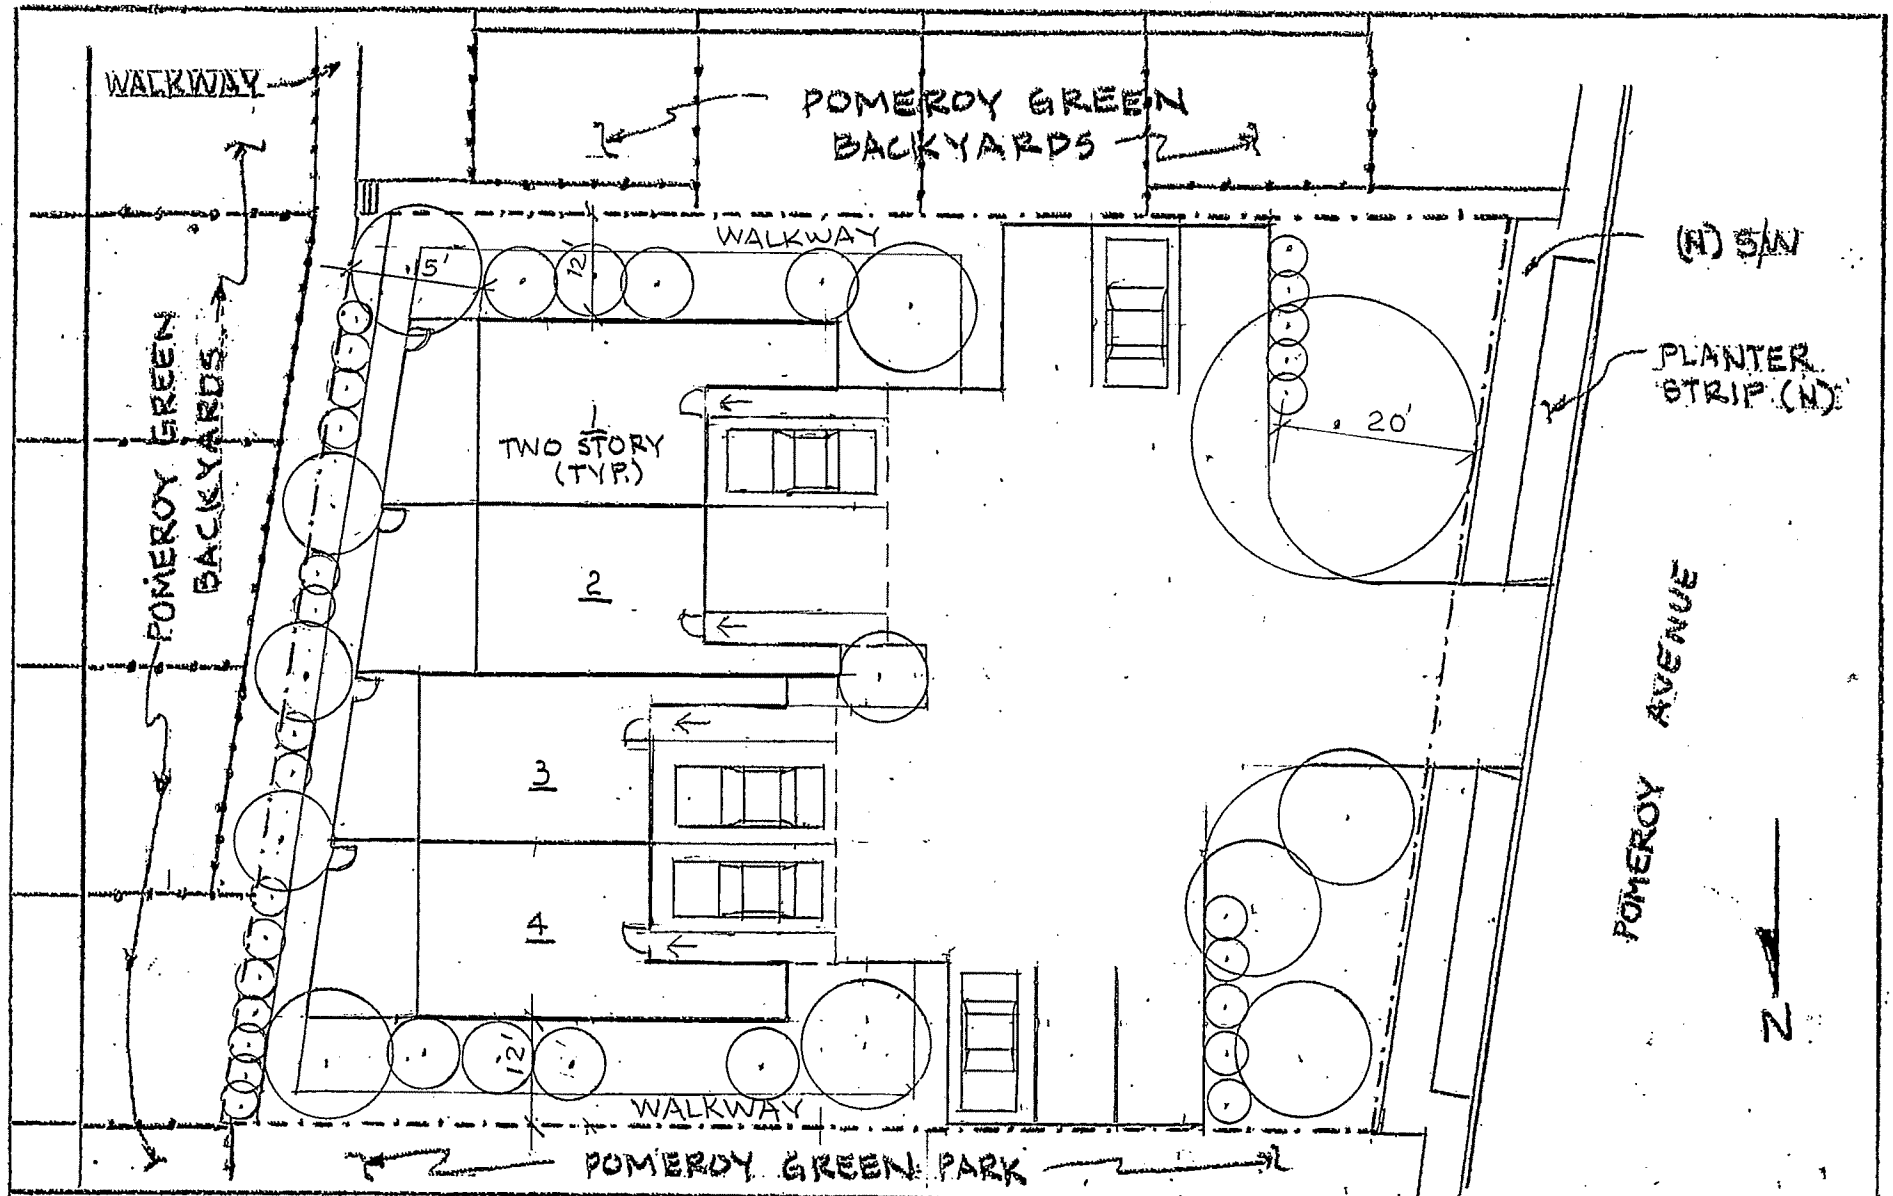 WALKWAY
POMEROY GREEN
BACKYARDS
WALKWAY
(N) S/W
5'
12'
POMEROY GREEN
BACKYARDS
PLANTER
STRIP (N)
1
TWO STORY
(TYP.)
20'
2
POMEROY AVENUE
3
4
12'
WALKWAY
N
POMEROY GREEN PARK